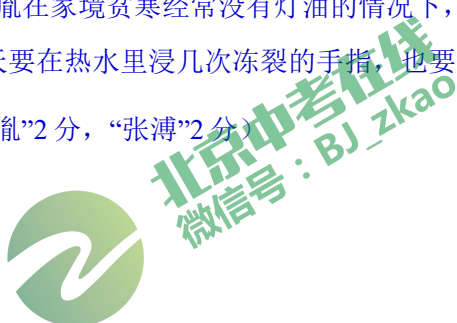 胤在家境贫寒经常没有灯油的情况下，
天要在热水里浸几次冻裂的手指，也要
胤”2 分，“张溥”2 分）
北京中考在线
微信号：BJ_zkao